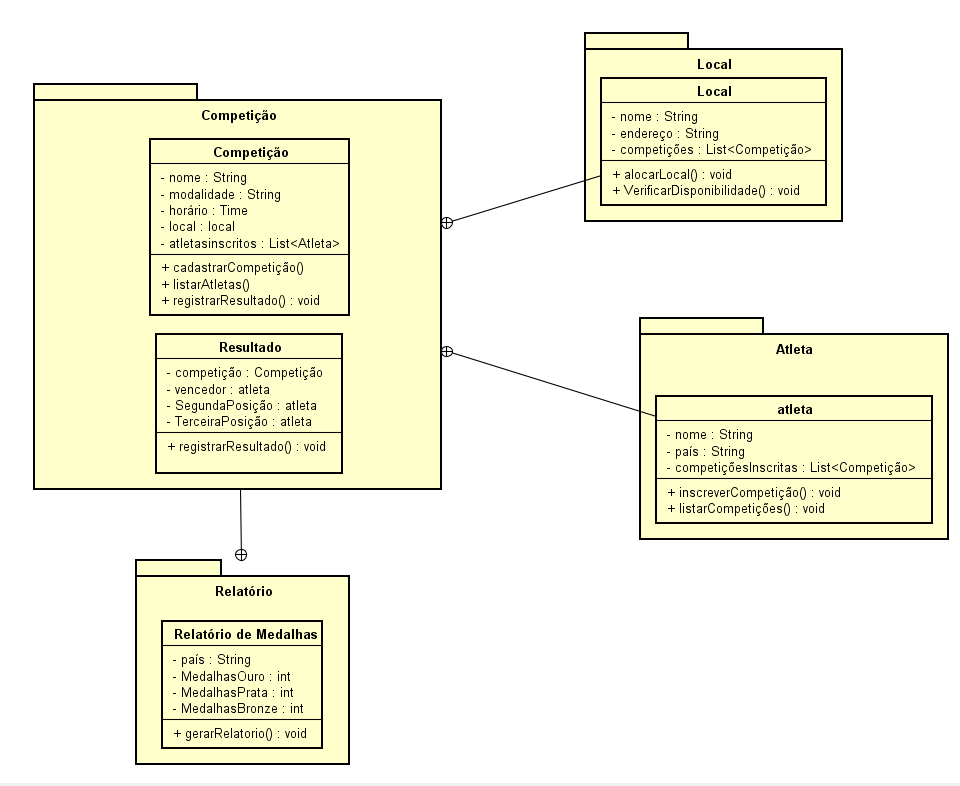 Competição
Competição
- nome : String
- modalidade : String
- horário : Time
- local : local
- atletasinscritos : List<Atleta>
+ cadastrarCompetição()
+ listarAtletas()
+ registrarResultado() : void
Resultado
- competição : Competição
- vencedor : atleta
- SegundaPosição : atleta
- TerceiraPosição : atleta
+ registrarResultado() : void
Local
Local
- nome : String
- endereço : String
- competições : List<Competição>
+ alocarLocal() : void
+ VerificarDisponibilidade() : void
Atleta
atleta
- nome : String
- país : String
- competiçõesInscritas : List<Competição>
+ inscreverCompetição() : void
+ listarCompetições() : void
Relatório
Relatório de Medalhas
- país : String
- MedalhasOuro : int
- MedalhasPrata : int
- MedalhasBronze : int
+ gerarRelatorio() : void